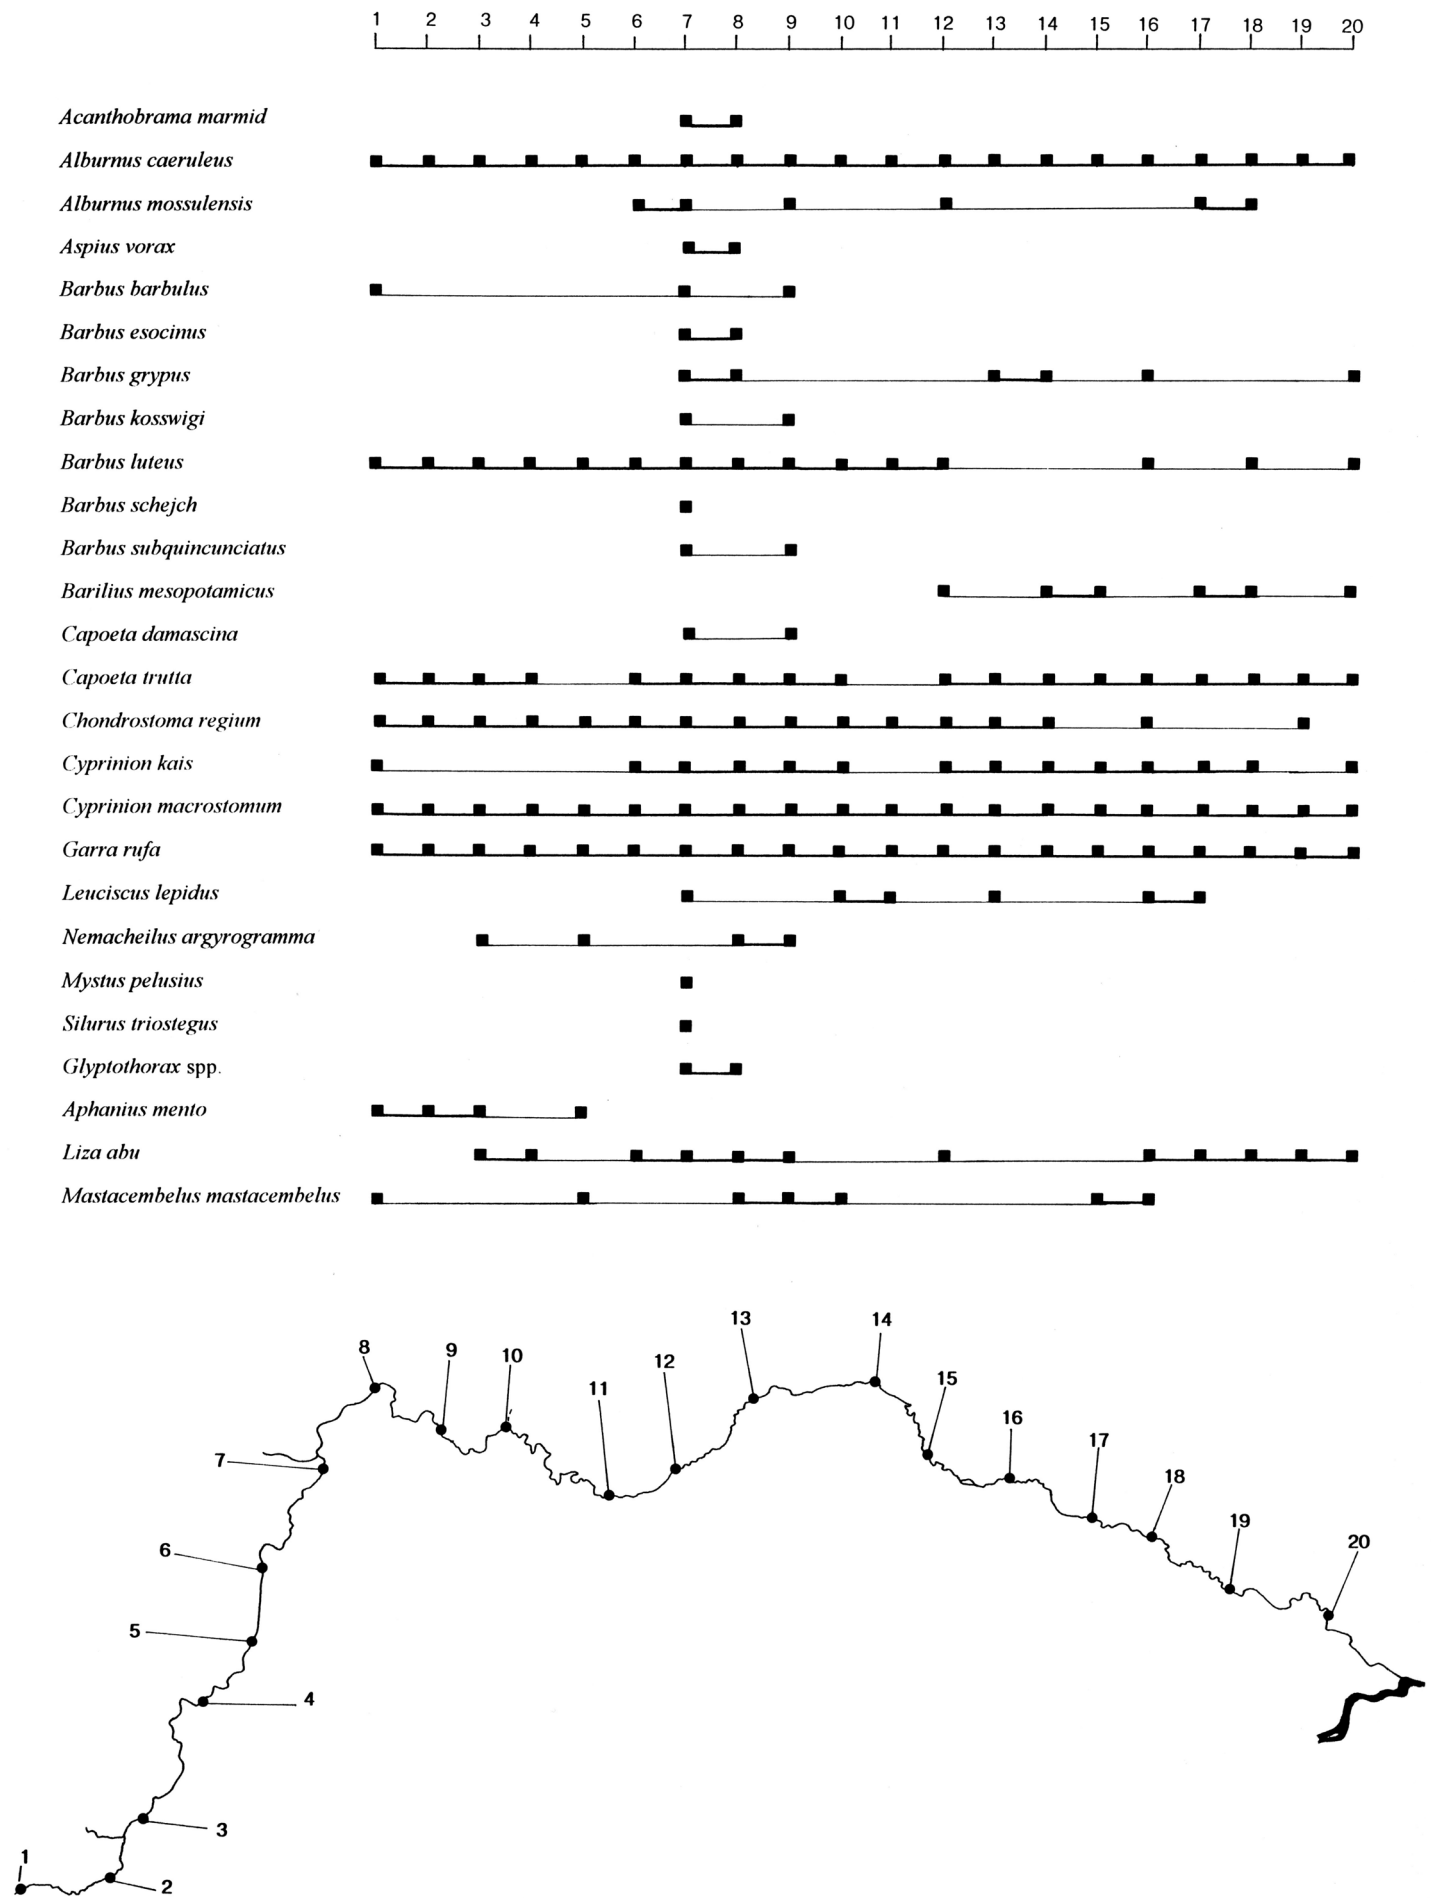 1 2 3 4 5 6 7 8 9 10 11 12 13 14 15 16 17 18 19 20
Acanthobrama marmid
Alburnus caeruleus
Alburnus mossulensis
Aspius vorax
Barbus barbulus
Barbus esocinus
Barbus grypus
Barbus kosswigi
Barbus luteus
Barbus schejch
Barbus subquincunciatus
Barilius mesopotamicus
Capoeta damascina
Capoeta trutta
Chondrostoma regium
Cyprinion kais
Cyprinion macrostomum
Garra rufa
Leuciscus lepidus
Nemacheilus argyrogramma
Mystus pelusius
Silurus triostegus
Glyptothorax spp.
Aphanius mento
Liza abu
Mastacembelus mastacembelus
13
14
8
9
10
12
15
11
16
17
7
18
19
20
6
5
4
3
1
2